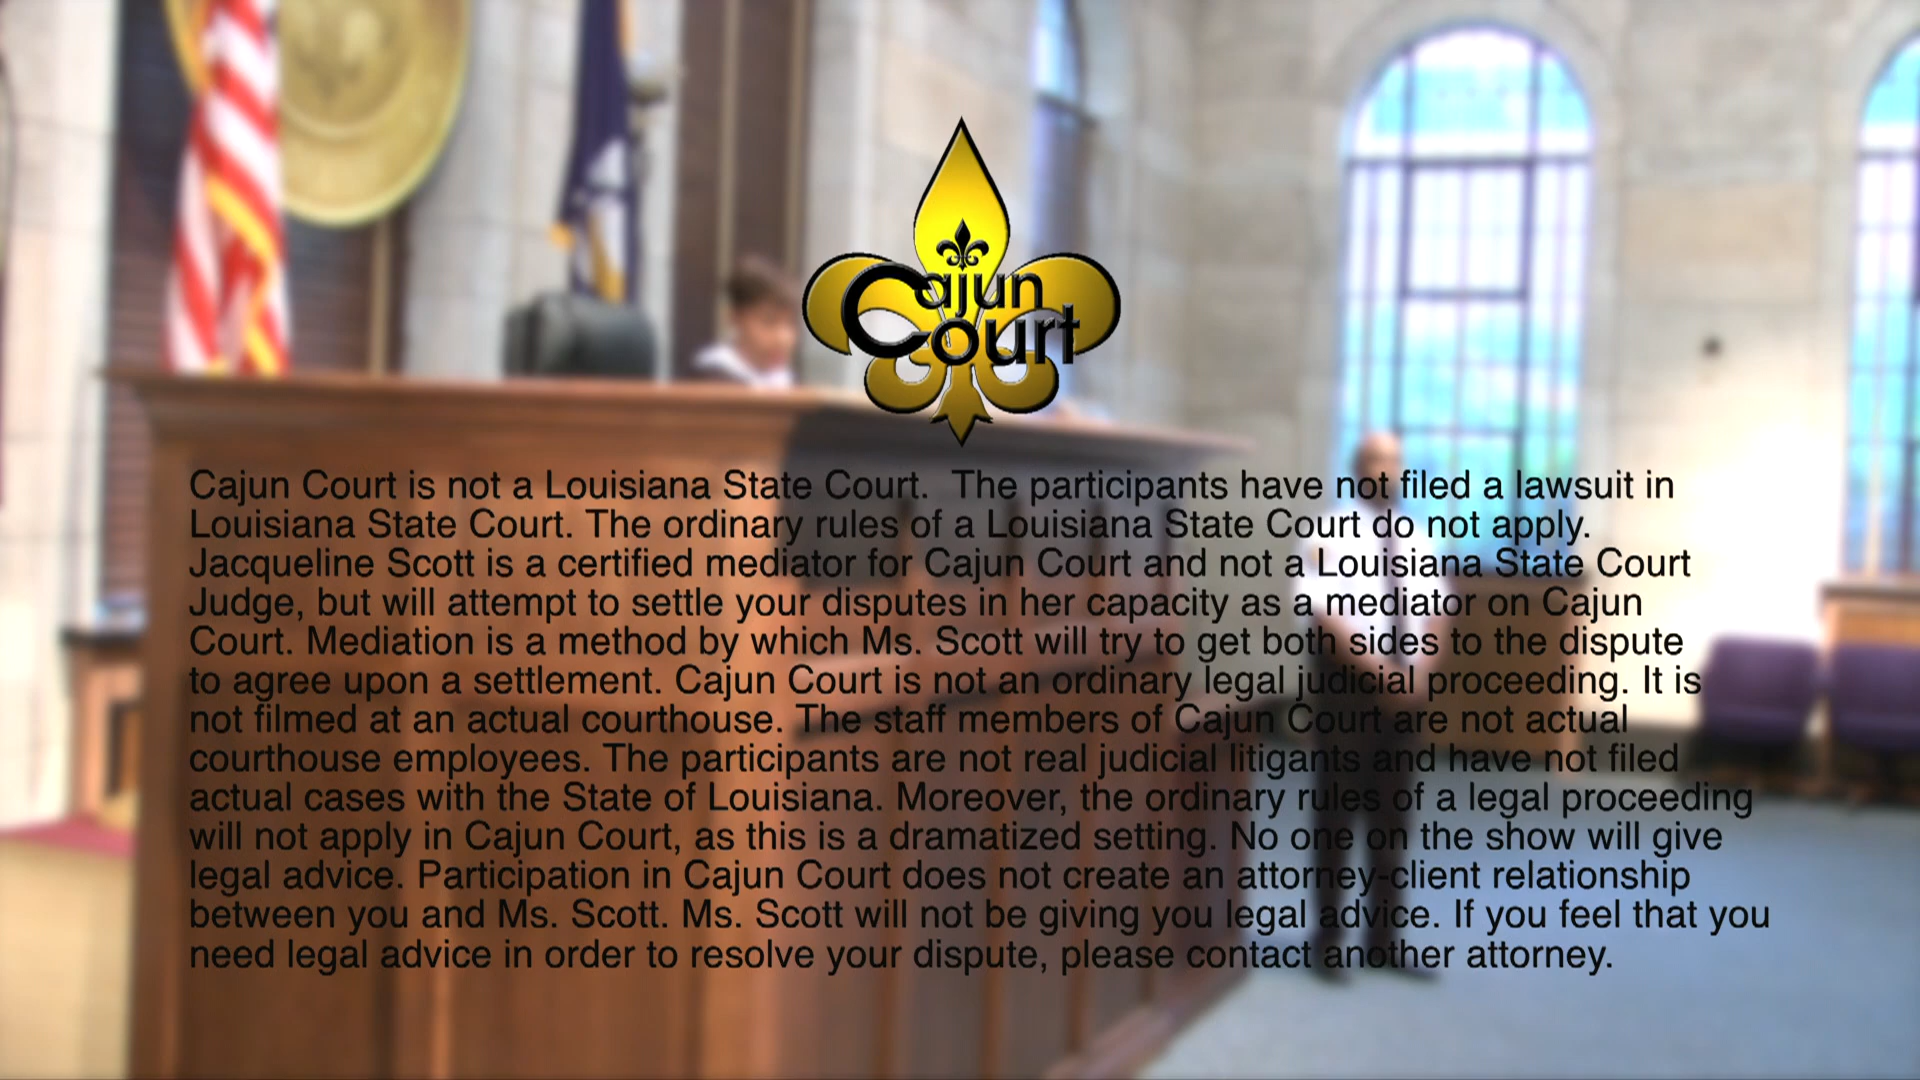 Cajun
Court
Cajun Court is not a Louisiana State Court.  The participants have not filed a lawsuit in
Louisiana State Court. The ordinary rules of a Louisiana State Court do not apply.
Jacqueline Scott is a certified mediator for Cajun Court and not a Louisiana State Court
Judge, but will attempt to settle your disputes in her capacity as a mediator on Cajun
Court. Mediation is a method by which Ms. Scott will try to get both sides to the dispute
to agree upon a settlement. Cajun Court is not an ordinary legal judicial proceeding. It is
not filmed at an actual courthouse. The staff members of Cajun Court are not actual
courthouse employees. The participants are not real judicial litigants and have not filed
actual cases with the State of Louisiana. Moreover, the ordinary rules of a legal proceeding
will not apply in Cajun Court, as this is a dramatized setting. No one on the show will give
legal advice. Participation in Cajun Court does not create an attorney-client relationship
between you and Ms. Scott. Ms. Scott will not be giving you legal advice. If you feel that you
need legal advice in order to resolve your dispute, please contact another attorney.